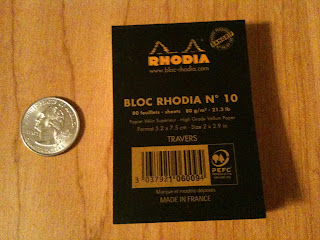 RHODIA
www.bloc-rhodia.com
BLOC RHODIA N° 10
80 feuilles - sheets 80 g/m² - 21.3 lb
Papier Vélin Supérieur - High Grade Vellum Paper
Format 5.2 x 7.5 cm - Size 2 x 2.9 in
TRAVERS
3 037921 060094
PEFC
Marque et modèle déposés
MADE IN FRANCE